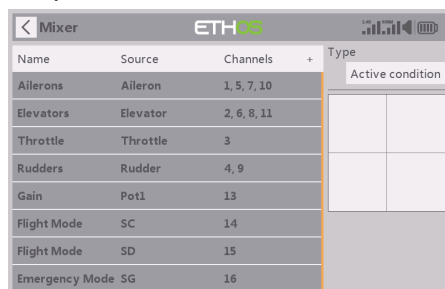 Mixer
ETHOS
Name Source Channels +
Ailerons Aileron 1, 5, 7, 10
Elevators Elevator 2, 6, 8, 11
Throttle Throttle 3
Rudders Rudder 4, 9
Gain Pot1 13
Flight Mode SC 14
Flight Mode SD 15
Emergency Mode SG 16
Type
Active condition